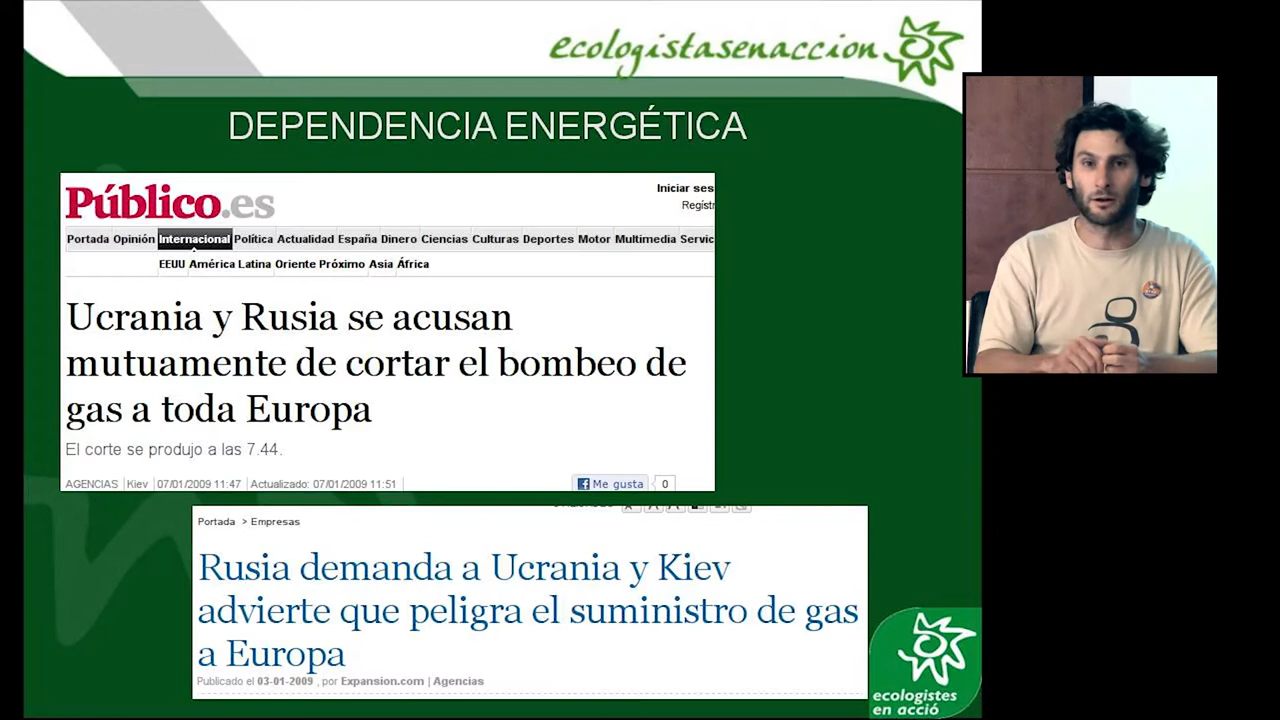 ecologistasenaccion
DEPENDENCIA ENERGÉTICA
Público.es
Iniciar ses
Registr
Portada Opinión Internacional Política Actualidad España Dinero Ciencias Culturas Deportes Motor Multimedia Servic
EEUU América Latina Oriente Próximo Asia África
Ucrania y Rusia se acusan
mutuamente de cortar el bombeo de
gas a toda Europa
El corte se produjo a las 7.44.
AGENCIAS Kiev 07/01/2009 11:47 Actualizado: 07/01/2009 11:51
Me gusta 0
Portada > Empresas
Rusia demanda a Ucrania y Kiev
advierte que peligra el suministro de gas
a Europa
Publicado el 03-01-2009 , por Expansion.com | Agencias
ecologistes
en acció